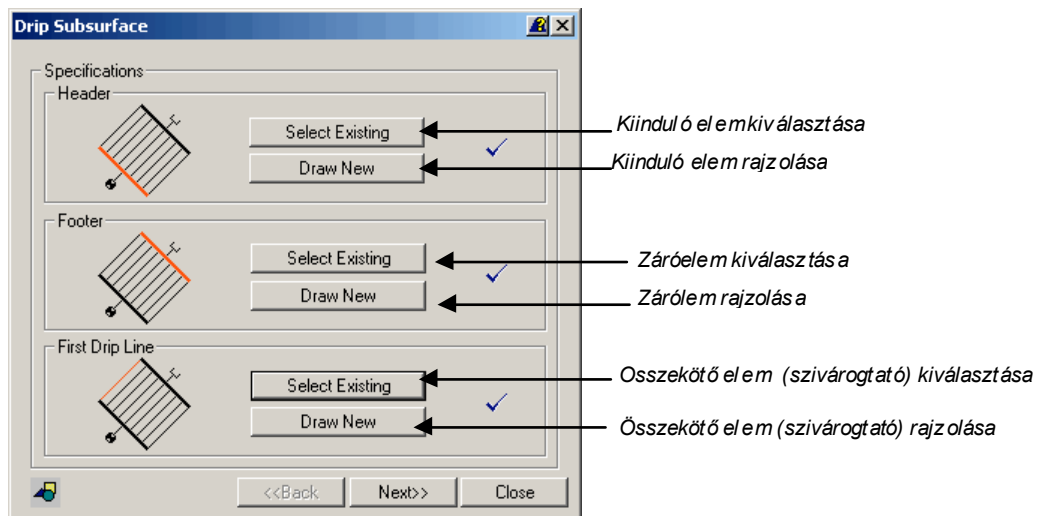 Drip Subsurface
Specifications
Header
Select Existing
Kiinduló elemkiválasztása
Draw New
Kiinduló elem rajzolása
Footer
Select Existing
Záróelem kiválasztása
Draw New
Zárólem rajzolása
First Drip Line
Select Existing
Osszekötő elem (szivárogtató) kiválasztása
Draw New
Összekötő elem (szivárogtató) rajzolása
<<Back
Next>>
Close